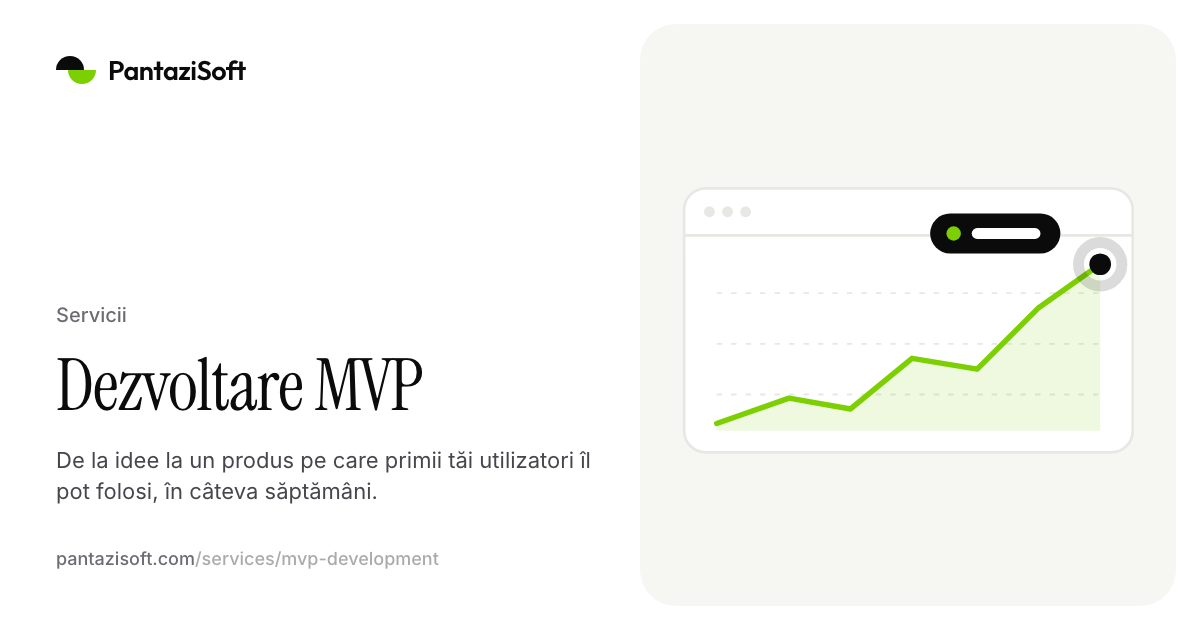 PantaziSoft
Servicii
Dezvoltare MVP
De la idee la un produs pe care primii tăi utilizatori îl
pot folosi, în câteva săptămâni.
pantazisoft.com/services/mvp-development